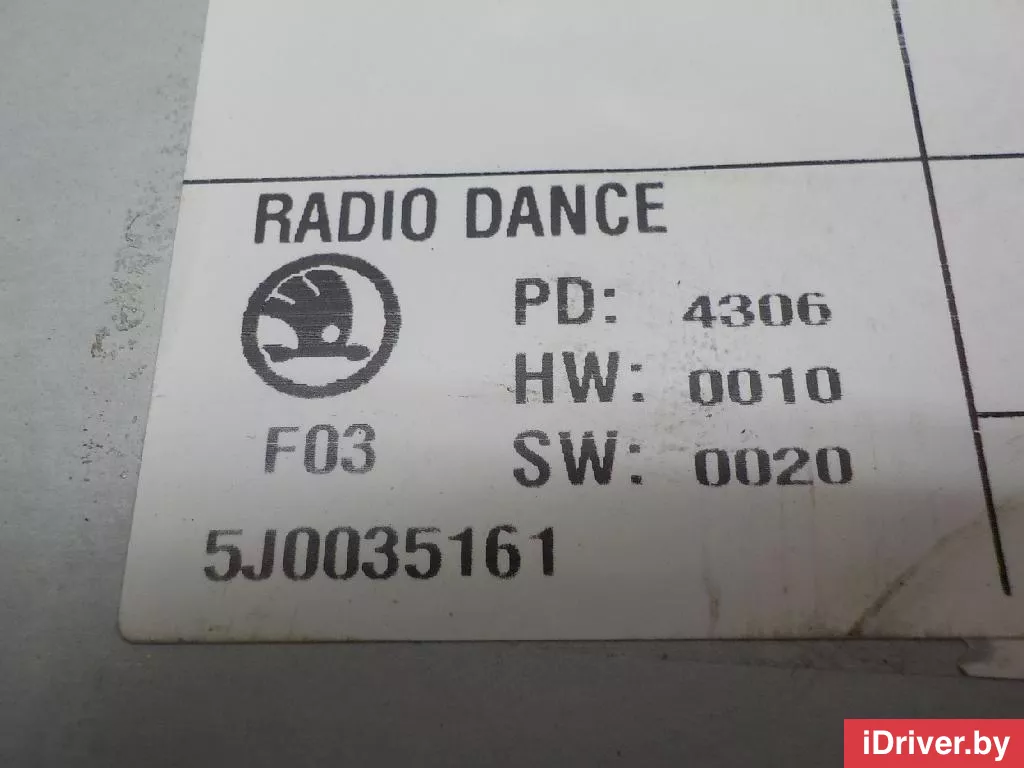 RADIO DANCE
PD: 4306
HW: 0010
F03 SW: 0020
5J0035161
iDriver.by